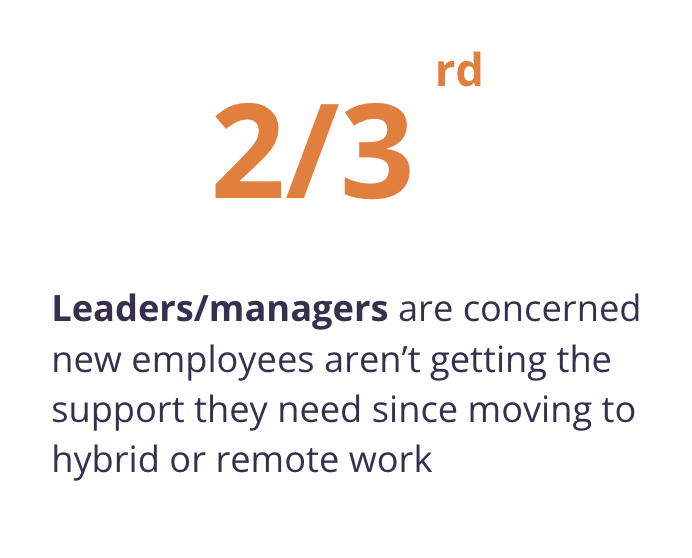 2/3 rd
Leaders/managers are concerned
new employees aren’t getting the
support they need since moving to
hybrid or remote work